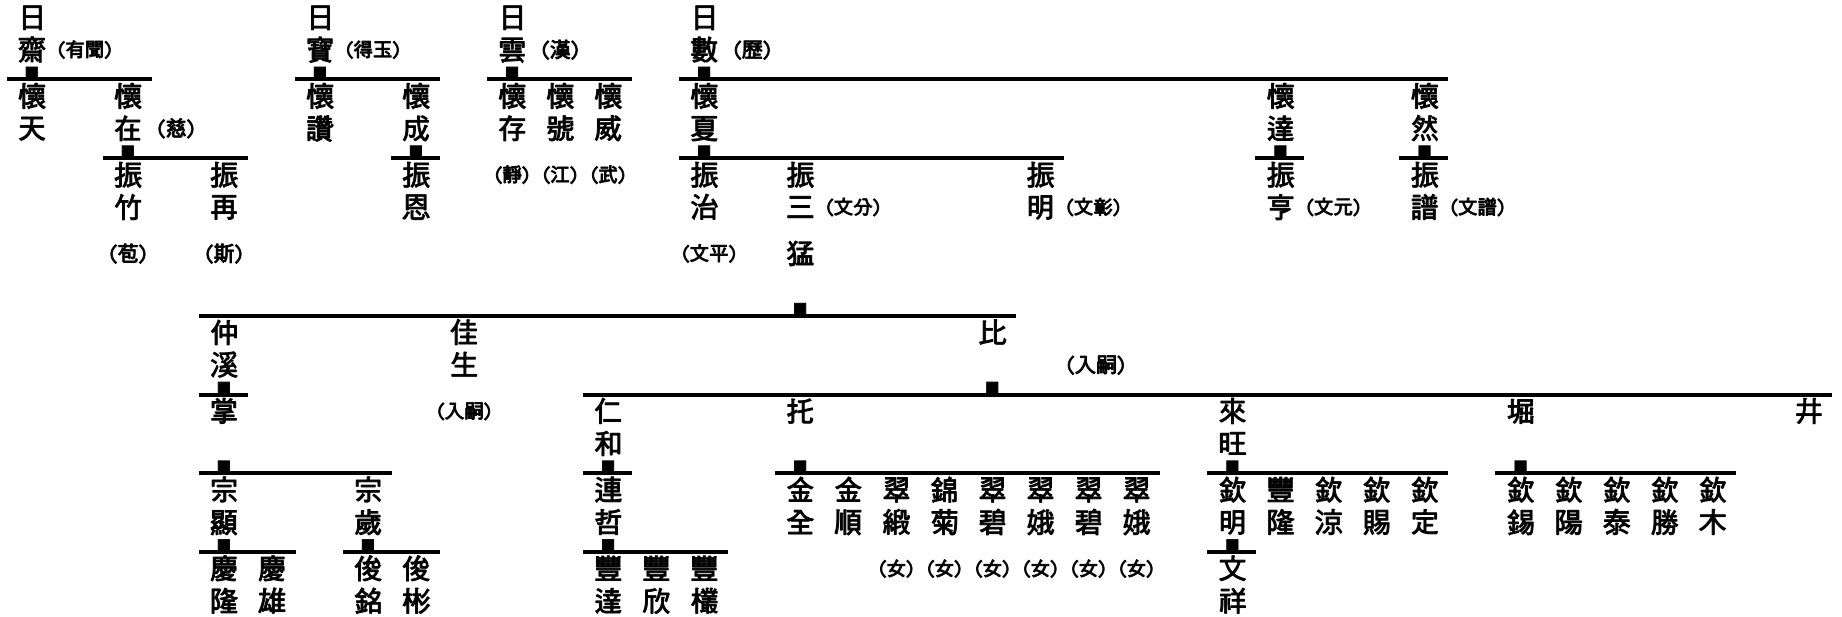 日齋（有聞） 日寶（得玉） 日雲（漢） 日數（歷）
懷天 懷在（慈） 懷讚 懷成 懷存（靜） 懷號（江） 懷威（武） 懷夏 懷達 懷然
振竹（苞） 振再（斯） 振恩 振治（文平） 振三（文分） 振明（文彰） 振亨（文元） 振譜（文譜）
猛
仲溪 佳生（入嗣） 比（入嗣）
掌 仁和 托 來旺 堀 井
宗顯 宗歲 連哲 金全 金順 翠緞（女） 錦菊（女） 翠碧（女） 翠娥（女） 翠碧（女） 翠娥（女） 欽明 豐隆 欽涼 欽賜 欽定 欽錫 欽陽 欽泰 欽勝 欽木
慶隆 慶雄 俊銘 俊彬 豐達 豐欣 豐欉 文祥